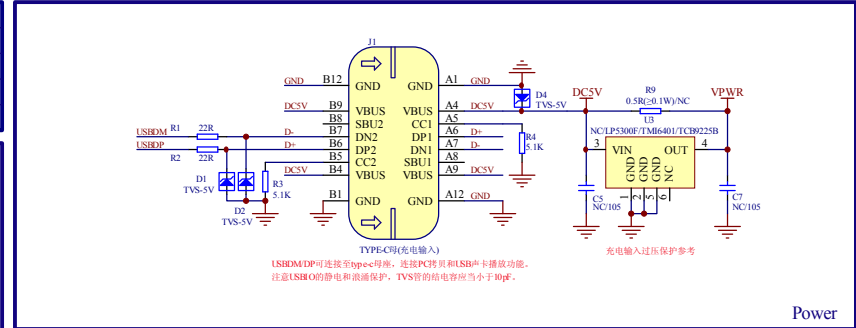 J1
GND B12 GND GND A1 GND
DC5V B9 VBUS VBUS A4 DC5V
B8 SBU2 CC1 A5
USBDM R1 22R D- B7 DN2 DP1 A6 D+
USBDP R2 22R D+ B6 DP2 DN1 A7 D-
B5 CC2 SBU1 A8
DC5V B4 VBUS VBUS A9 DC5V
B1 GND GND A12 GND
D1
TVS-5V
D2
TVS-5V
R3
5.1K
D4
TVS-5V
R4
5.1K
TYPE-C母(充电输入)
USBDM/DP可连接至type-c母座，连接PC拷贝和USB声卡播放功能。
注意USBIO的静电和浪涌保护，TVS管的结电容应当小于10pF。
DC5V R9 VPWR
0.5R(≥0.1W)/NC
U3
NC/LP5300F/TMI6401/TCB9225B
3 VIN OUT 4
GND GND GND NC
1 2 5 6
C5
NC/105
C7
NC/105
充电输入过压保护参考
Power